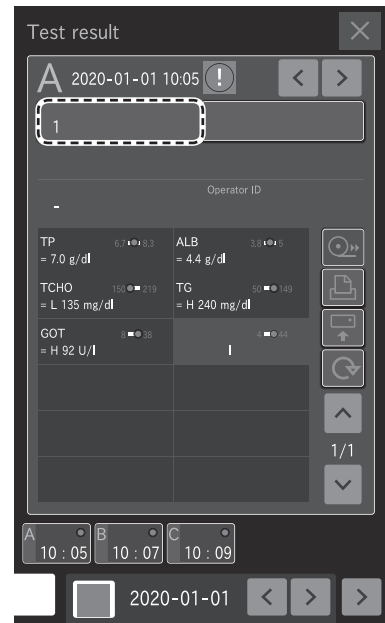 Test result
A 2020-01-01 10:05 !
1
Operator ID
-
TP 6.7 8.3 ALB 3.8 5
= 7.0 g/dl = 4.4 g/dl
TCHO 150 219 TG 50 149
= L 135 mg/dl = H 240 mg/dl
GOT 8 38 4 44
= H 92 U/l l
1/1
A B C
10 : 05 10 : 07 10 : 09
2020-01-01